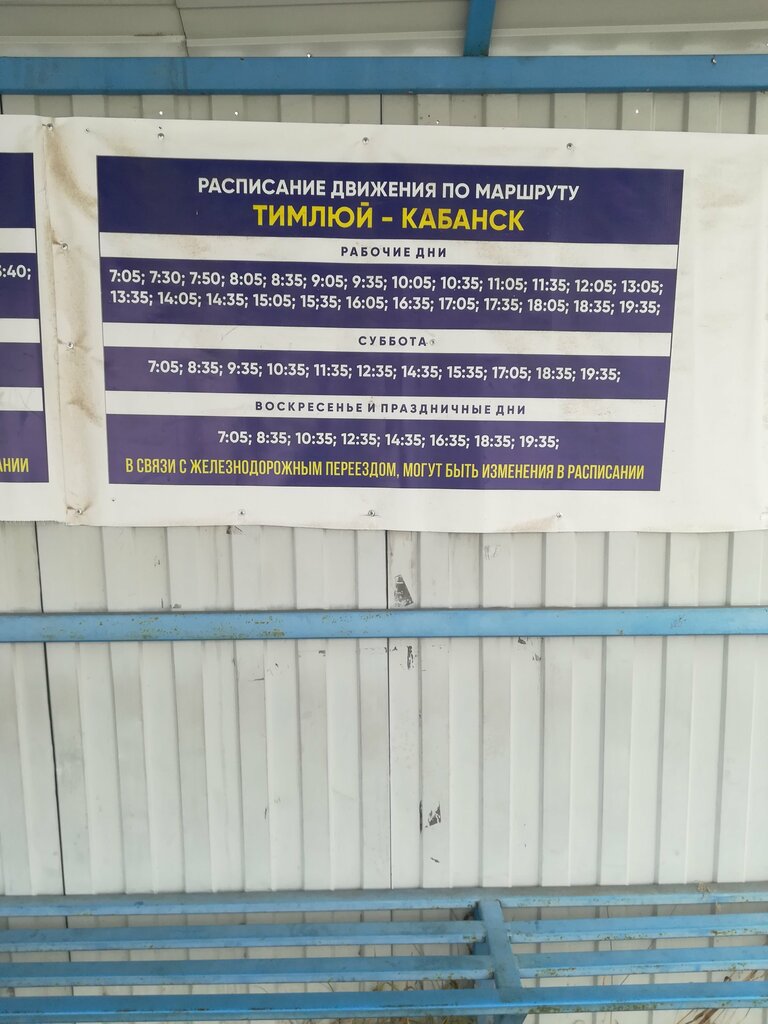 РАСПИСАНИЕ ДВИЖЕНИЯ ПО МАРШРУТУ
ТИМЛЮЙ - КАБАНСК
РАБОЧИЕ ДНИ
7:05; 7:30; 7:50; 8:05; 8:35; 9:05; 9:35; 10:05; 10:35; 11:05; 11:35; 12:05; 13:05;
13:35; 14:05; 14:35; 15:05; 15;35; 16:05; 16:35; 17:05; 17:35; 18:05; 18:35; 19:35;
СУББОТА
7:05; 8:35; 9:35; 10:35; 11:35; 12:35; 14:35; 15:35; 17:05; 18:35; 19:35;
ВОСКРЕСЕНЬЕ И ПРАЗДНИЧНЫЕ ДНИ
7:05; 8:35; 10:35; 12:35; 14:35; 16:35; 18:35; 19:35;
В СВЯЗИ С ЖЕЛЕЗНОДОРОЖНЫМ ПЕРЕЕЗДОМ, МОГУТ БЫТЬ ИЗМЕНЕНИЯ В РАСПИСАНИИ